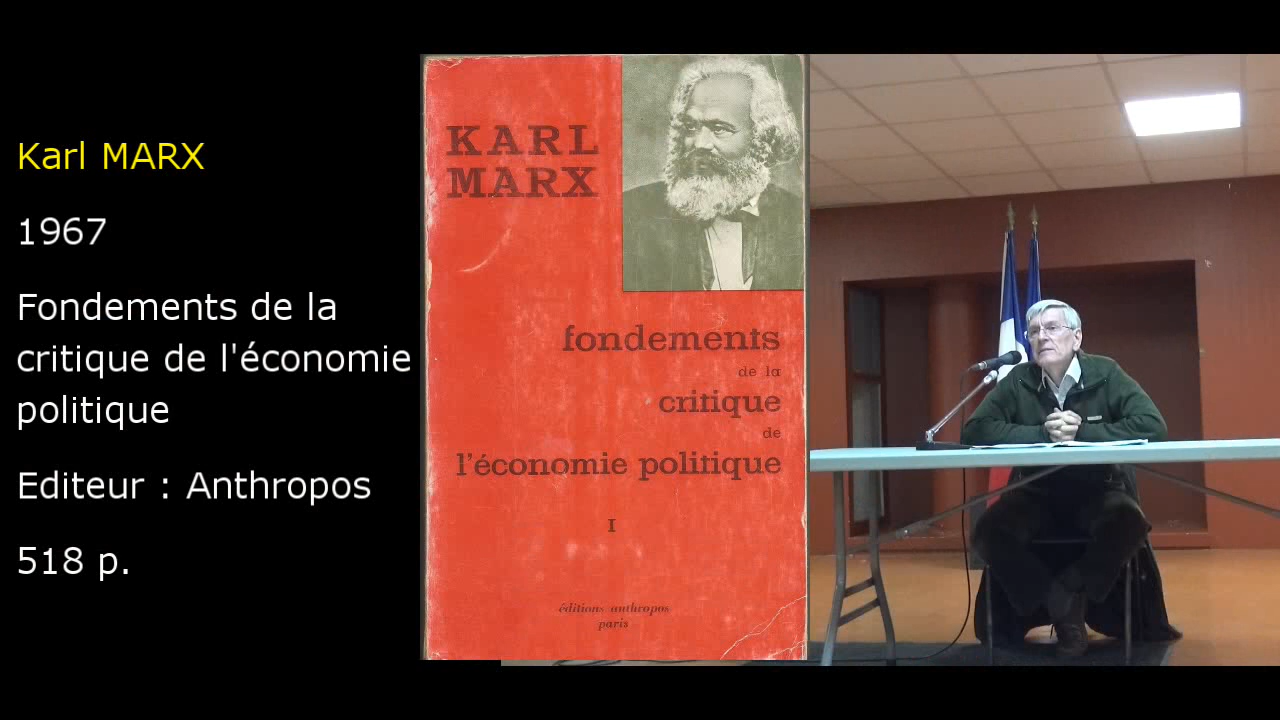 Karl MARX
1967
Fondements de la
critique de l'économie
politique
Editeur : Anthropos
518 p.
KARL
MARX
fondements
de la
critique
de
l'économie politique
I
éditions anthropos
paris